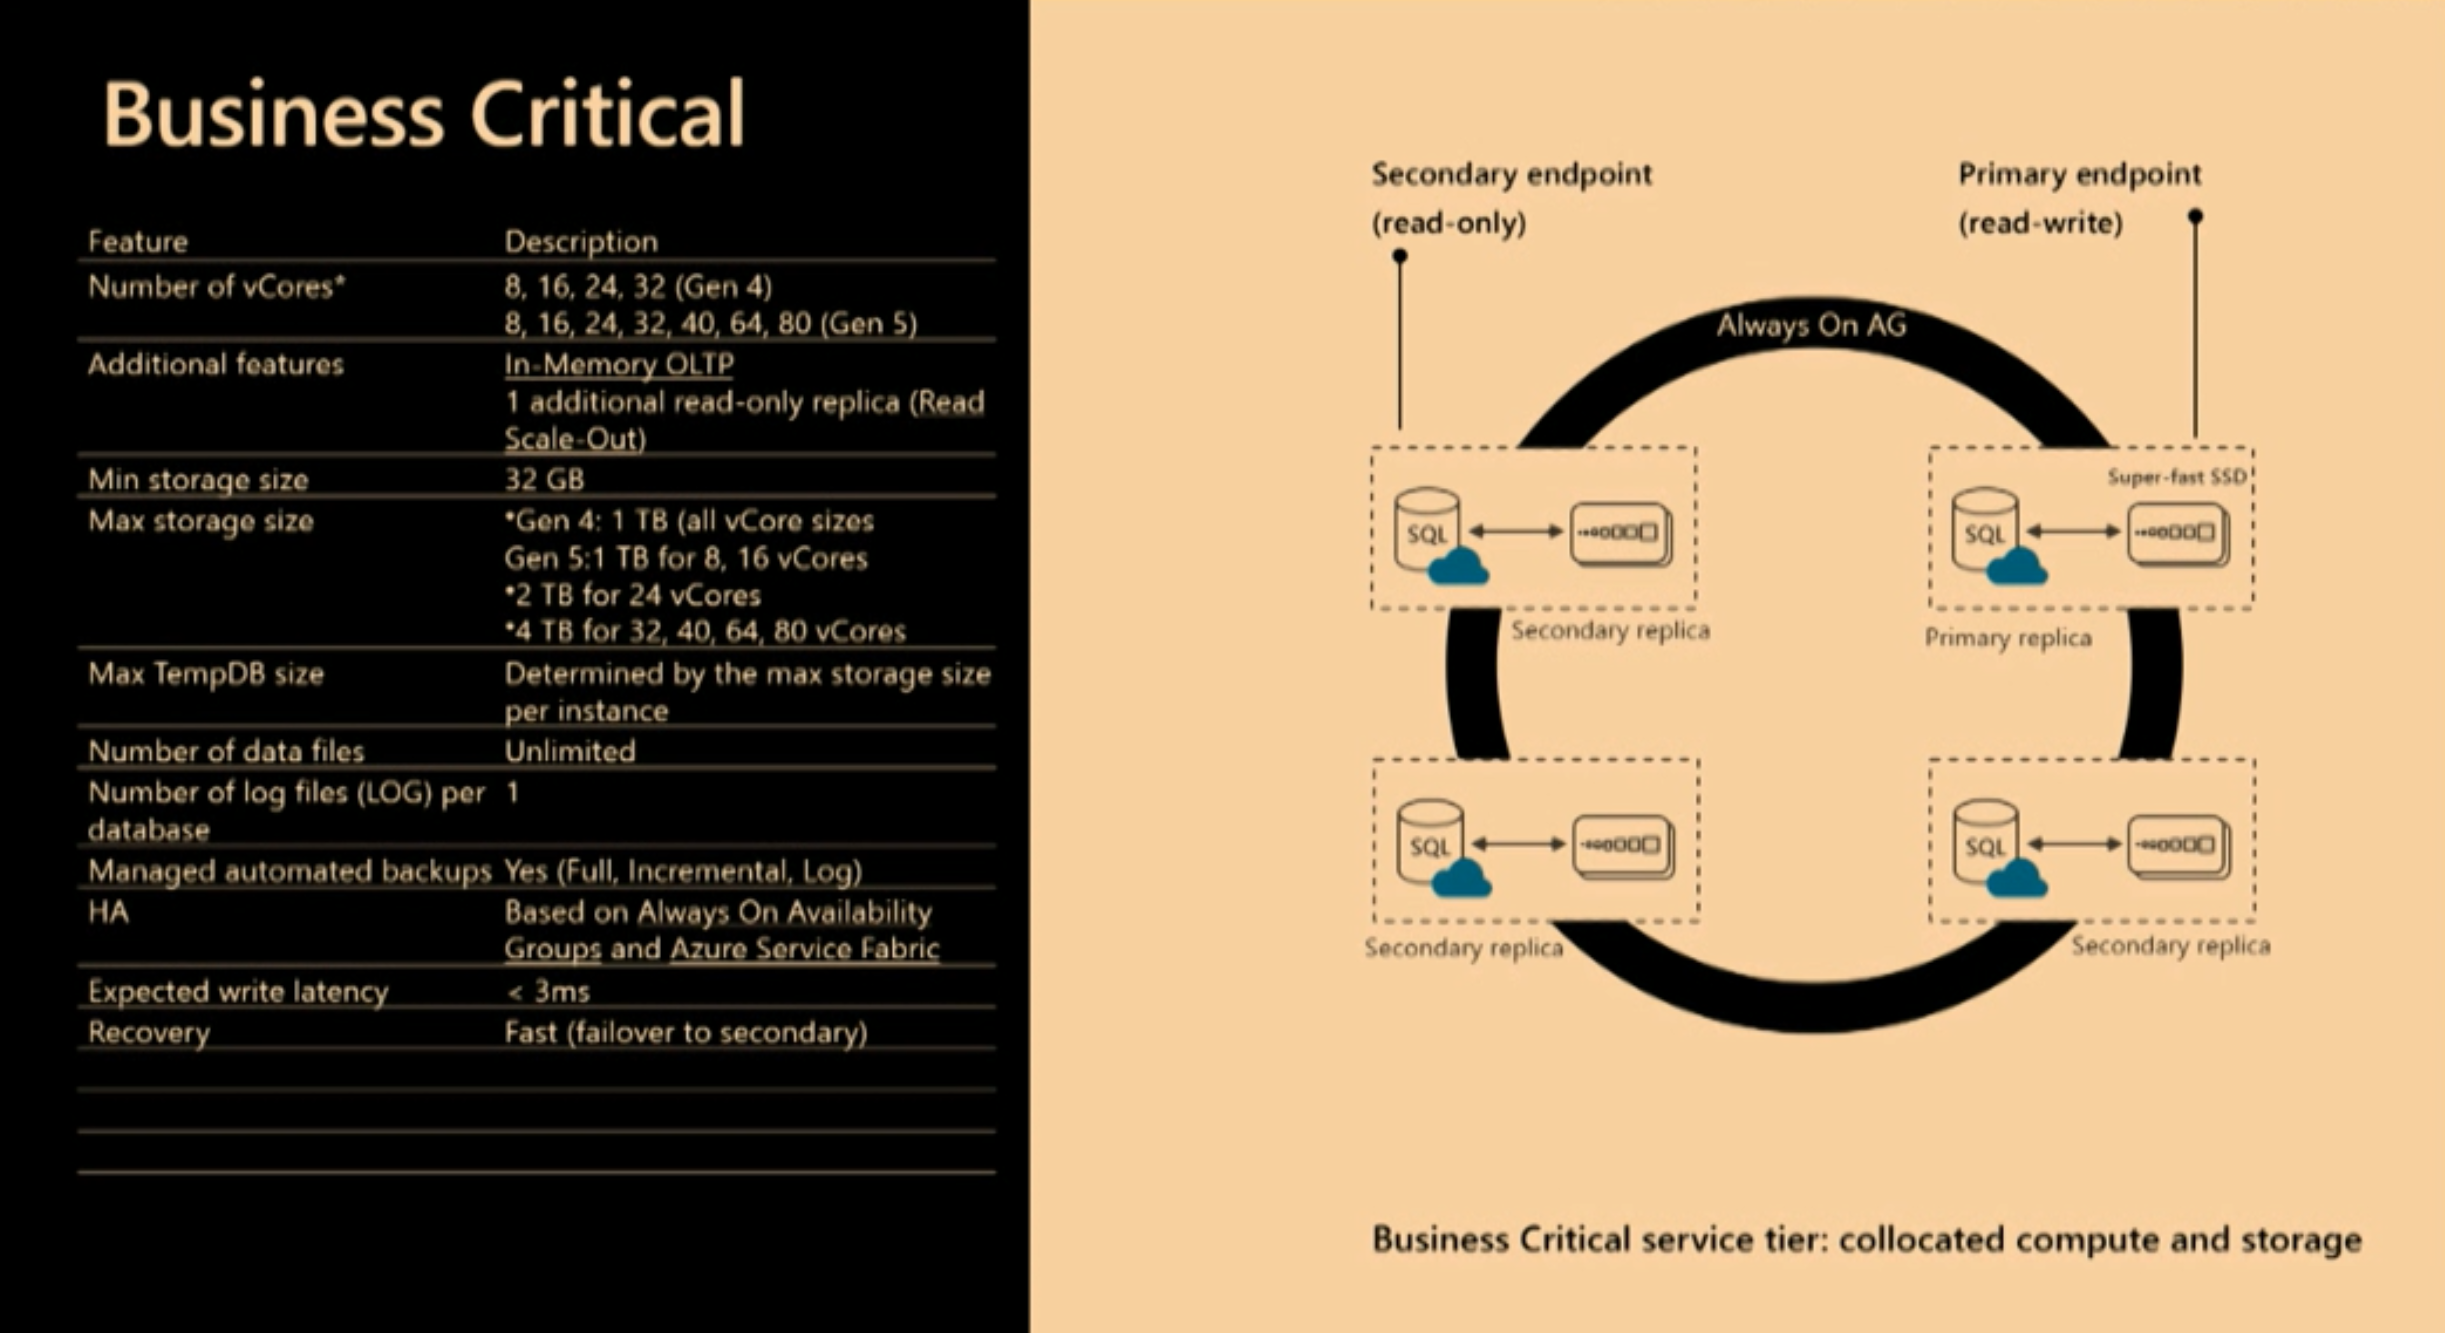 Business Critical
Feature Description
Number of vCores* 8, 16, 24, 32 (Gen 4)
8, 16, 24, 32, 40, 64, 80 (Gen 5)
Additional features In-Memory OLTP
1 additional read-only replica (Read
Scale-Out)
Min storage size 32 GB
Max storage size *Gen 4: 1 TB (all vCore sizes
Gen 5:1 TB for 8, 16 vCores
*2 TB for 24 vCores
*4 TB for 32, 40, 64, 80 vCores
Max TempDB size Determined by the max storage size
per instance
Number of data files Unlimited
Number of log files (LOG) per 1
database
Managed automated backups Yes (Full, Incremental, Log)
HA Based on Always On Availability
Groups and Azure Service Fabric
Expected write latency < 3ms
Recovery Fast (failover to secondary)
Secondary endpoint
(read-only)
Primary endpoint
(read-write)
Always On AG
SQL
Secondary replica
Super-fast SSD
SQL
Primary replica
SQL
Secondary replica
SQL
Secondary replica
Business Critical service tier: collocated compute and storage